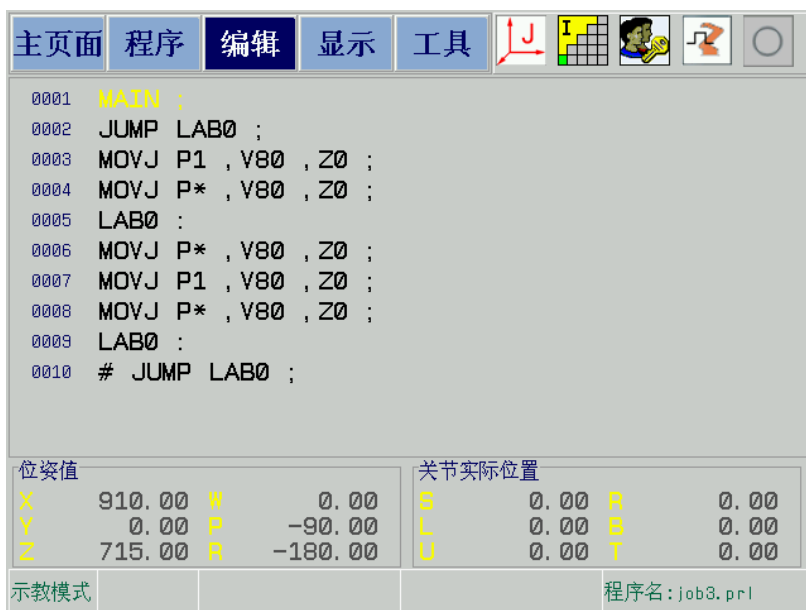 主页面 程序 编辑 显示 工具 J I
0001 MAIN ;
0002 JUMP LAB0 ;
0003 MOVJ P1 ,V80 ,Z0 ;
0004 MOVJ P* ,V80 ,Z0 ;
0005 LAB0 :
0006 MOVJ P* ,V80 ,Z0 ;
0007 MOVJ P1 ,V80 ,Z0 ;
0008 MOVJ P* ,V80 ,Z0 ;
0009 LAB0 :
0010 # JUMP LAB0 ;
位姿值 关节实际位置
X 910.00 W 0.00 S 0.00 R 0.00
Y 0.00 P -90.00 L 0.00 B 0.00
Z 715.00 R -180.00 U 0.00 T 0.00
示教模式 程序名:job3.prl